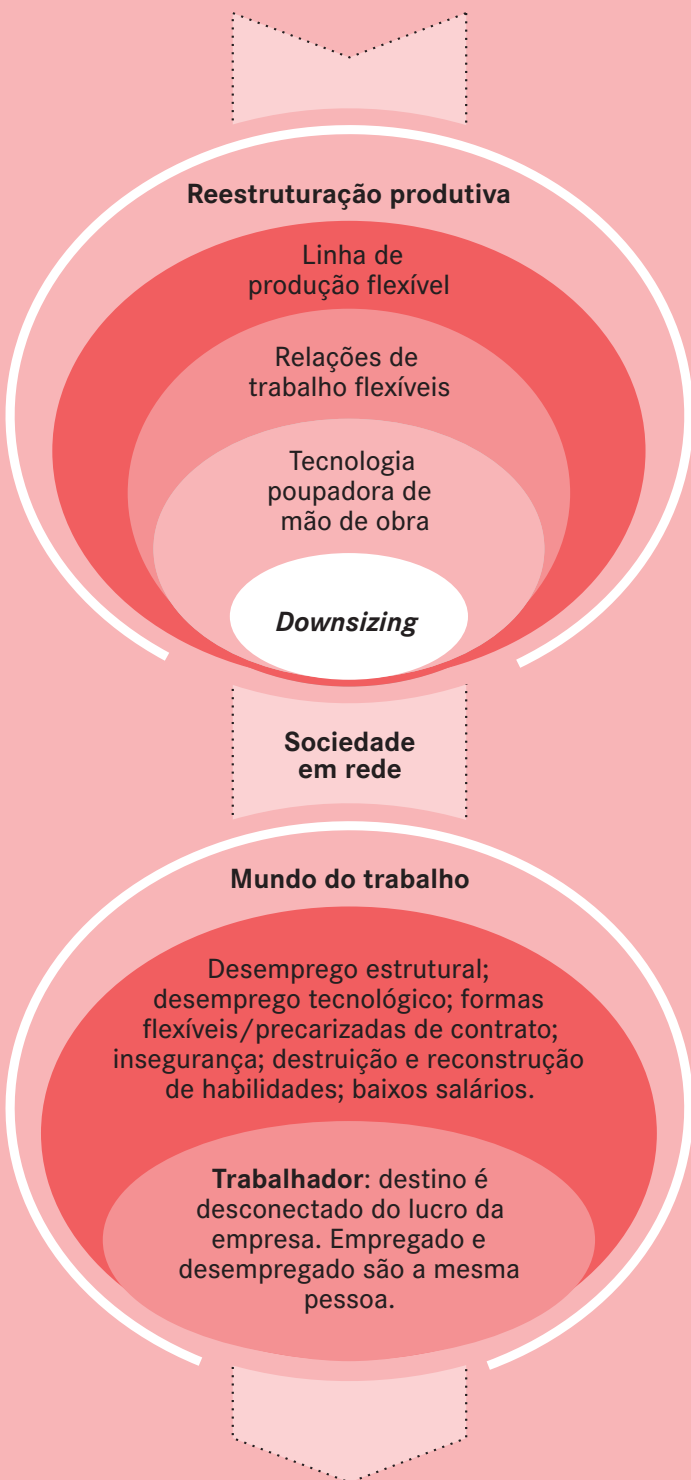 Reestruturação produtiva
Linha de
produção flexível
Relações de
trabalho flexíveis
Tecnologia
poupadora de
mão de obra
Downsizing
Sociedade
em rede
Mundo do trabalho
Desemprego estrutural;
desemprego tecnológico; formas
flexíveis/precarizadas de contrato;
insegurança; destruição e reconstrução
de habilidades; baixos salários.
Trabalhador: destino é
desconectado do lucro da
empresa. Empregado e
desempregado são a mesma
pessoa.